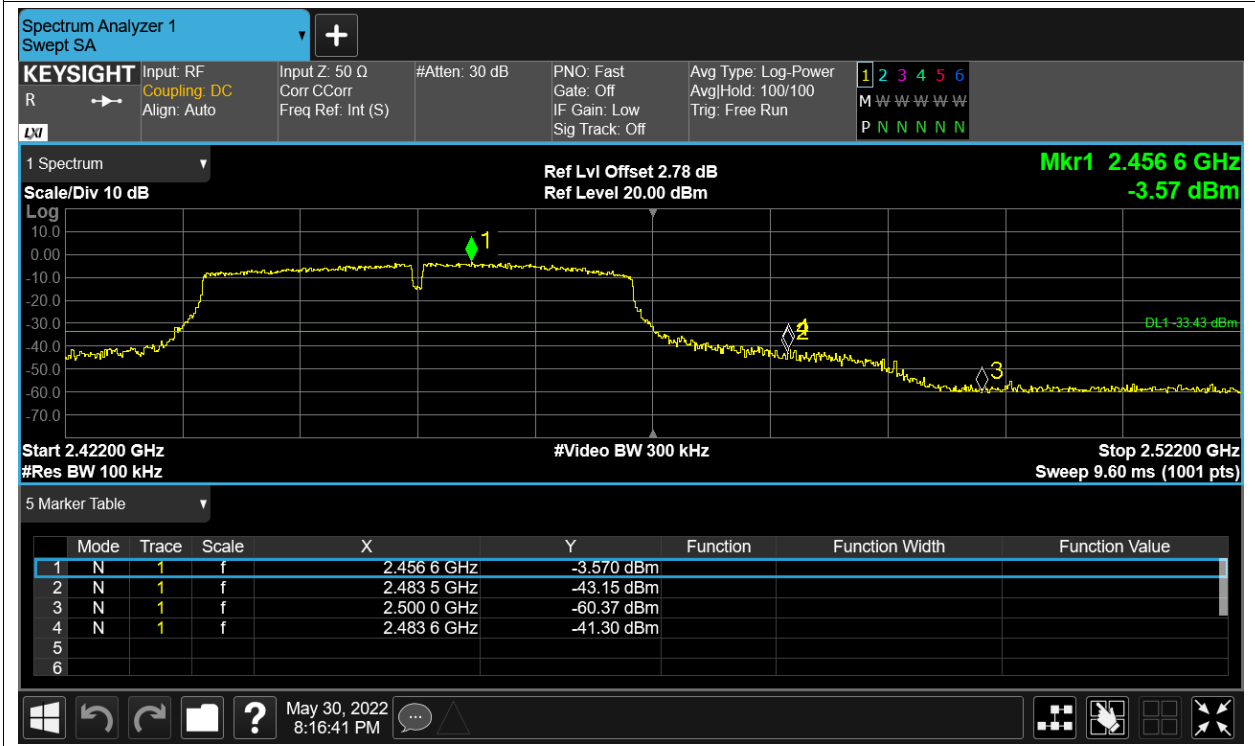 Spectrum Analyzer 1
Swept SA
+
KEYSIGHT Input: RF Input Z: 50 Ω #Atten: 30 dB PNO: Fast Avg Type: Log-Power 1 2 3 4 5 6
R Coupling: DC Corr CCorr Gate: Off Avg|Hold: 100/100 M W W W W W
Align: Auto Freq Ref: Int (S) IF Gain: Low Trig: Free Run
LXI Sig Track: Off P N N N N N
1 Spectrum Ref Lvl Offset 2.78 dB Mkr1 2.456 6 GHz
Scale/Div 10 dB Ref Level 20.00 dBm -3.57 dBm
Log
10.0
0.00
-10.0
-20.0
-30.0
-40.0
-50.0
-60.0
-70.0
1
DL1 -33.43 dBm
2
3
Start 2.42200 GHz #Video BW 300 kHz Stop 2.52200 GHz
#Res BW 100 kHz Sweep 9.60 ms (1001 pts)
5 Marker Table
Mode Trace Scale X Y Function Function Width Function Value
1 N 1 f 2.456 6 GHz -3.570 dBm
2 N 1 f 2.483 5 GHz -43.15 dBm
3 N 1 f 2.500 0 GHz -60.37 dBm
4 N 1 f 2.483 6 GHz -41.30 dBm
5
6
? May 30, 2022
8:16:41 PM